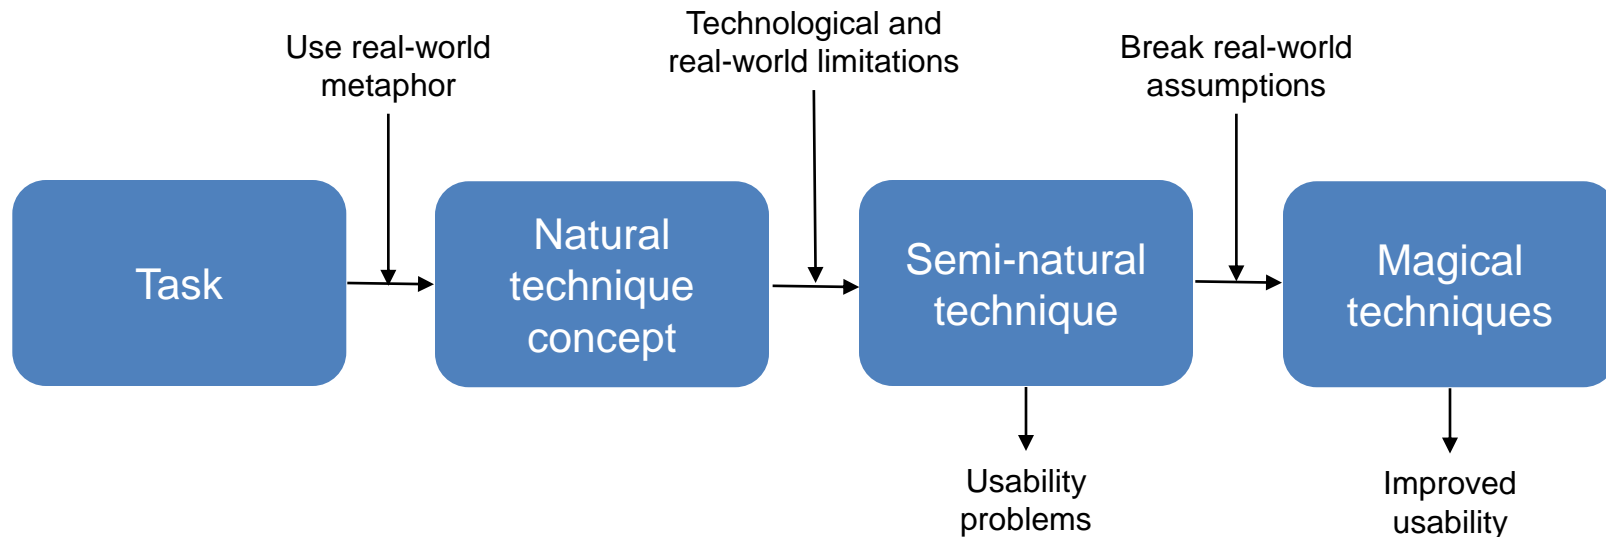 Use real-world
metaphor
Technological and
real-world limitations
Break real-world
assumptions
Task
Natural
technique
concept
Semi-natural
technique
Magical
techniques
Usability
problems
Improved
usability